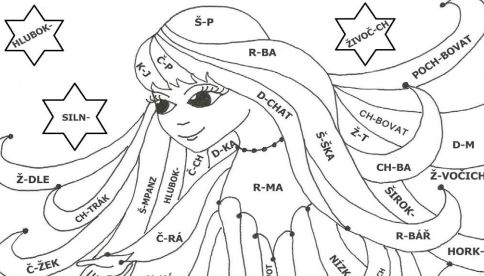 HLUBOK-
ŽIVOČ-CH
Š-P
R-BA
K-J
Č-P
POCH-BOVAT
SILN-
D-CHAT
CH-BOVAT
Ž-T
Š-ŠKA
D-KA
D-M
Č-CH
CH-BA
Ž-DLE
Š-MPANZ
HLUBOK-
R-MA
Ž-VOČICH
CH-TRÁK
ŠIROK-
Č-RÁ
R-BÁŘ
Č-ŽEK
NÍZK
HORK-